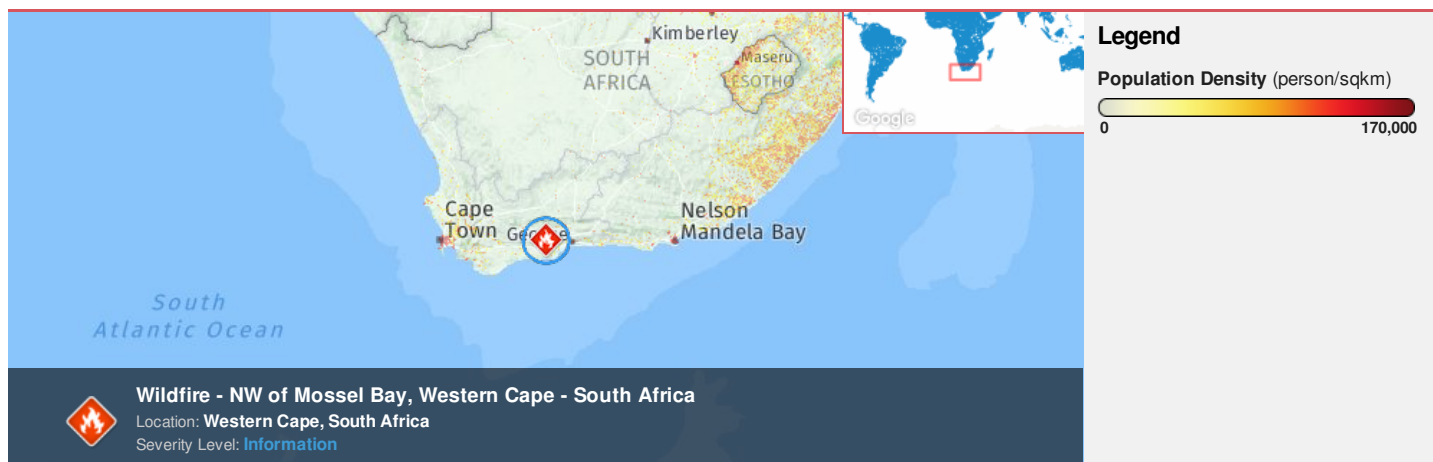 Kimberley
SOUTH
AFRICA
Maseru
LESOTHO
Google
Cape
Town
George
Nelson
Mandela Bay
South
Atlantic Ocean
Legend
Population Density (person/sqkm)
0 170,000
Wildfire - NW of Mossel Bay, Western Cape - South Africa
Location: Western Cape, South Africa
Severity Level: Information